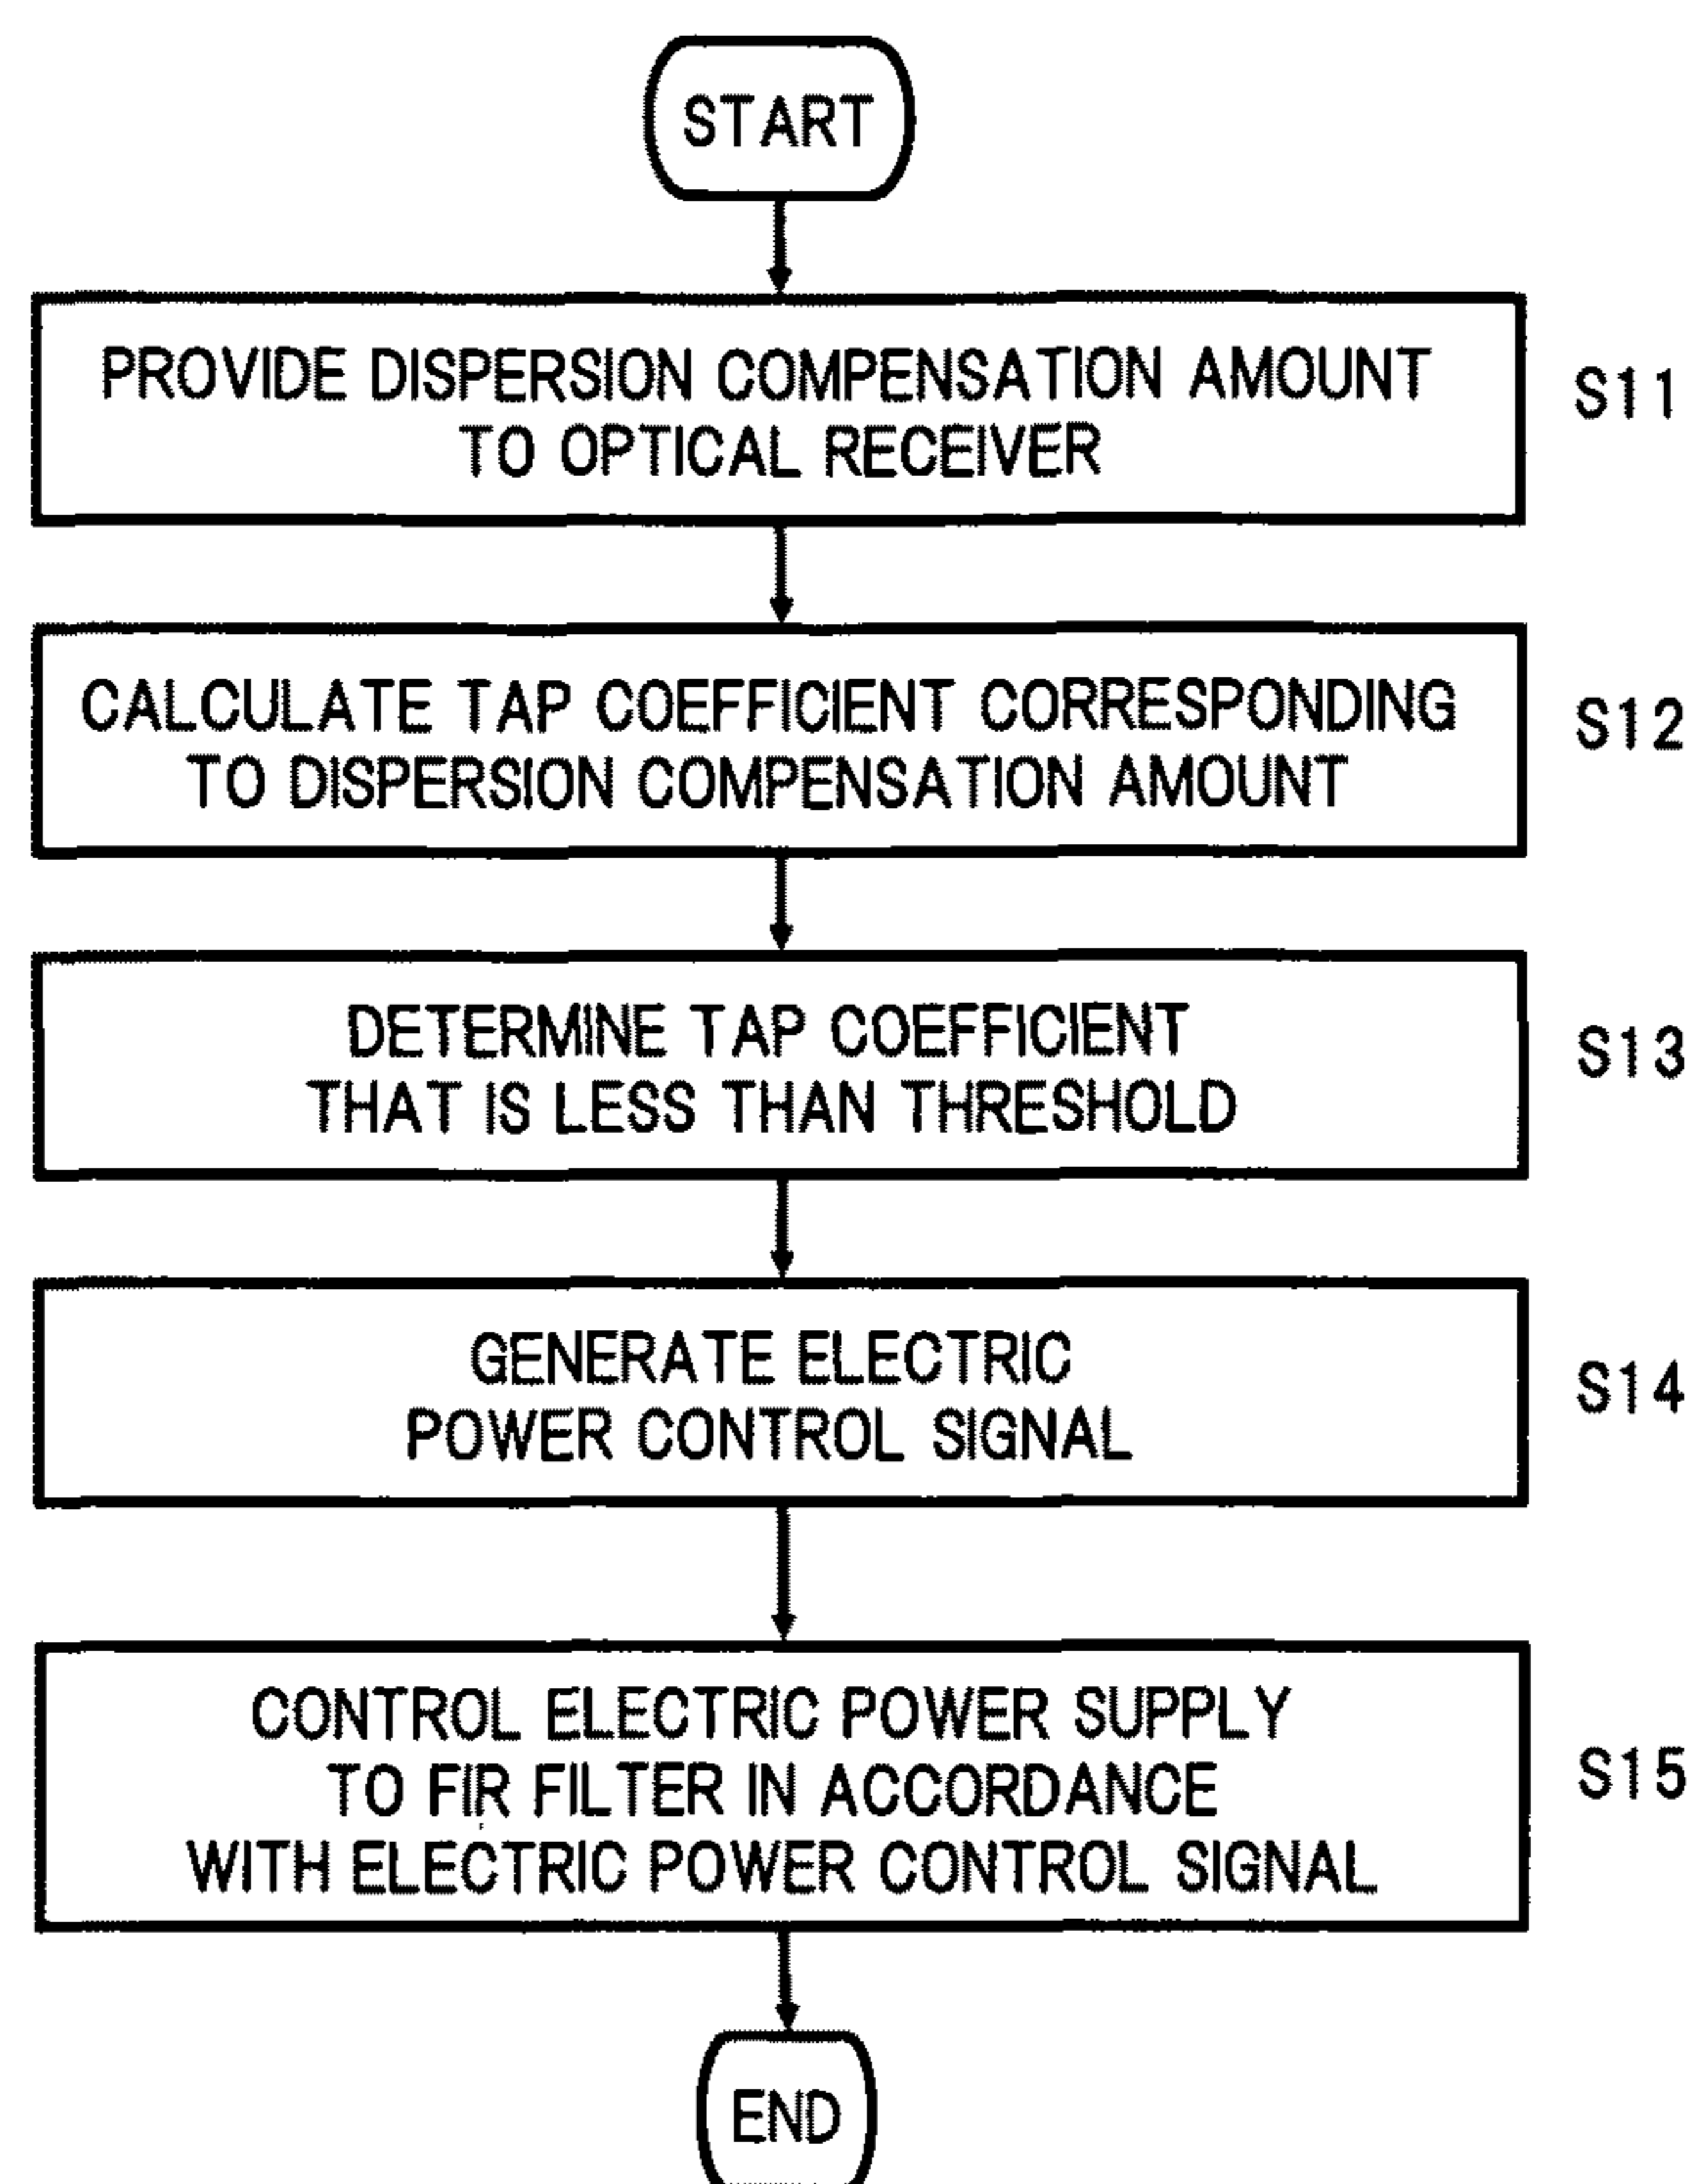 START
PROVIDE DISPERSION COMPENSATION AMOUNT
TO OPTICAL RECEIVER
S11
CALCULATE TAP COEFFICIENT CORRESPONDING
TO DISPERSION COMPENSATION AMOUNT
S12
DETERMINE TAP COEFFICIENT
THAT IS LESS THAN THRESHOLD
S13
GENERATE ELECTRIC
POWER CONTROL SIGNAL
S14
CONTROL ELECTRIC POWER SUPPLY
TO FIR FILTER IN ACCORDANCE
WITH ELECTRIC POWER CONTROL SIGNAL
S15
END